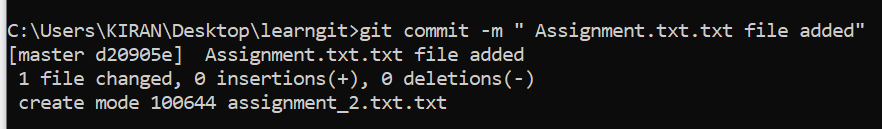 C:\Users\KIRAN\Desktop\learngit>git commit -m " Assignment.txt.txt file added"
[master d20905e]  Assignment.txt.txt file added
 1 file changed, 0 insertions(+), 0 deletions(-)
 create mode 100644 assignment_2.txt.txt